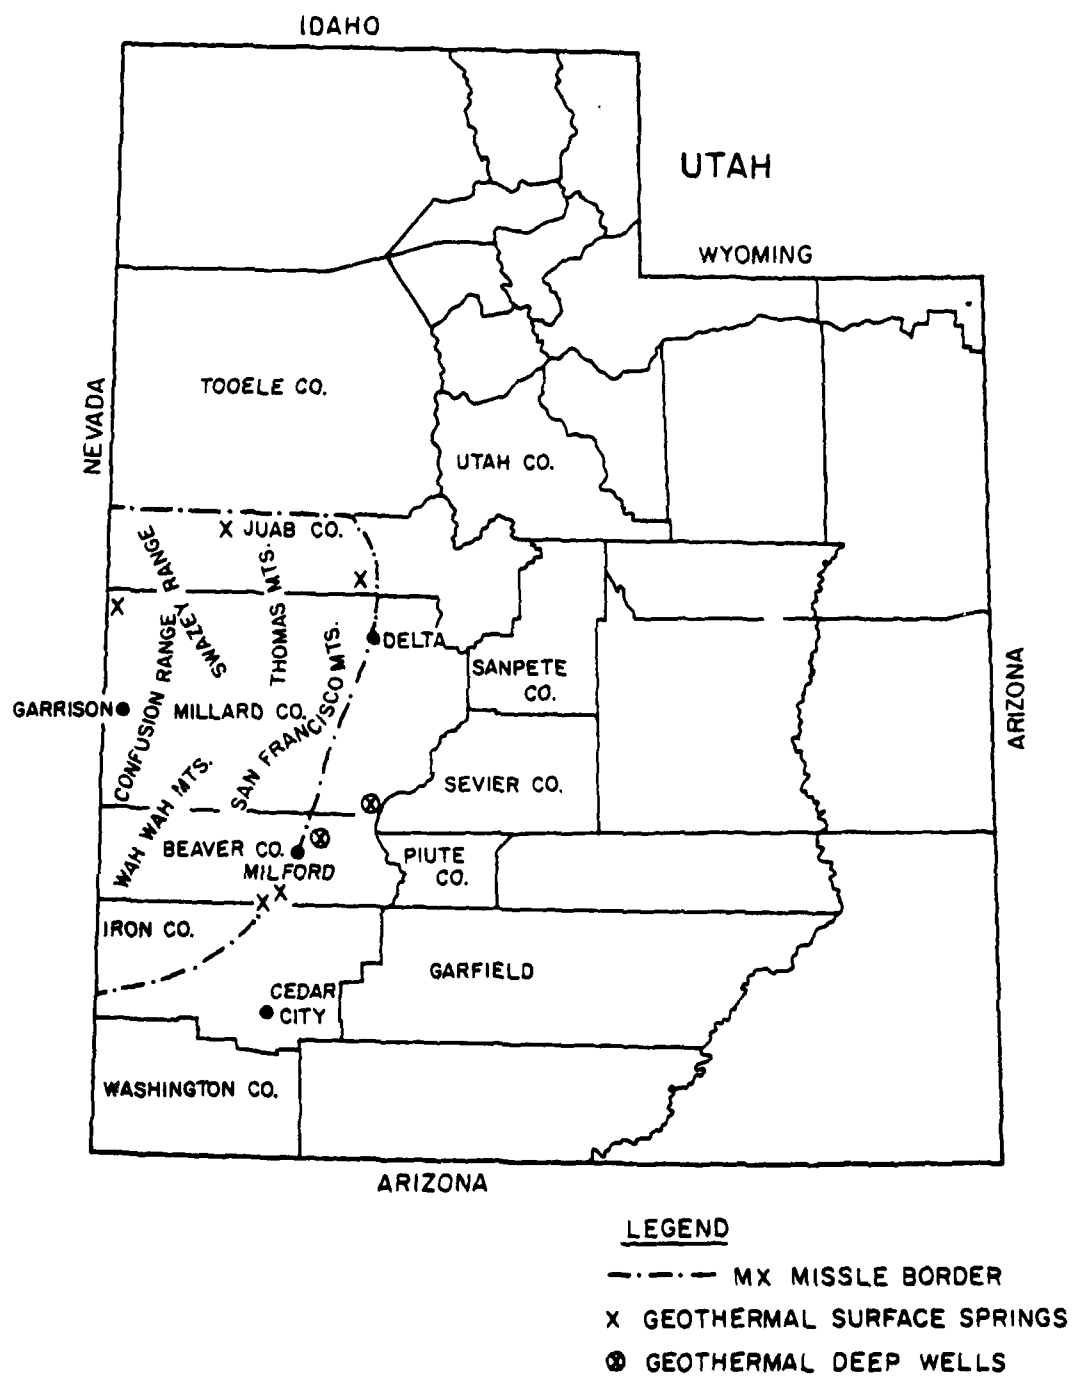 IDAHO
UTAH
WYOMING
NEVADA
TOOELE CO.
UTAH CO.
X JUAB CO.
SWAZEY RANGE
THOMAS MTS.
X
X
DELTA
CONFUSION RANGE
SAN FRANCISCO MTS.
SANPETE
CO.
ARIZONA
GARRISON
MILLARD CO.
WAH WAH MTS.
SEVIER CO.
BEAVER CO.
MILFORD
PIUTE
CO.
X X
IRON CO.
GARFIELD
CEDAR
CITY
WASHINGTON CO.
ARIZONA
LEGEND
MX MISSLE BORDER
X GEOTHERMAL SURFACE SPRINGS
GEOTHERMAL DEEP WELLS